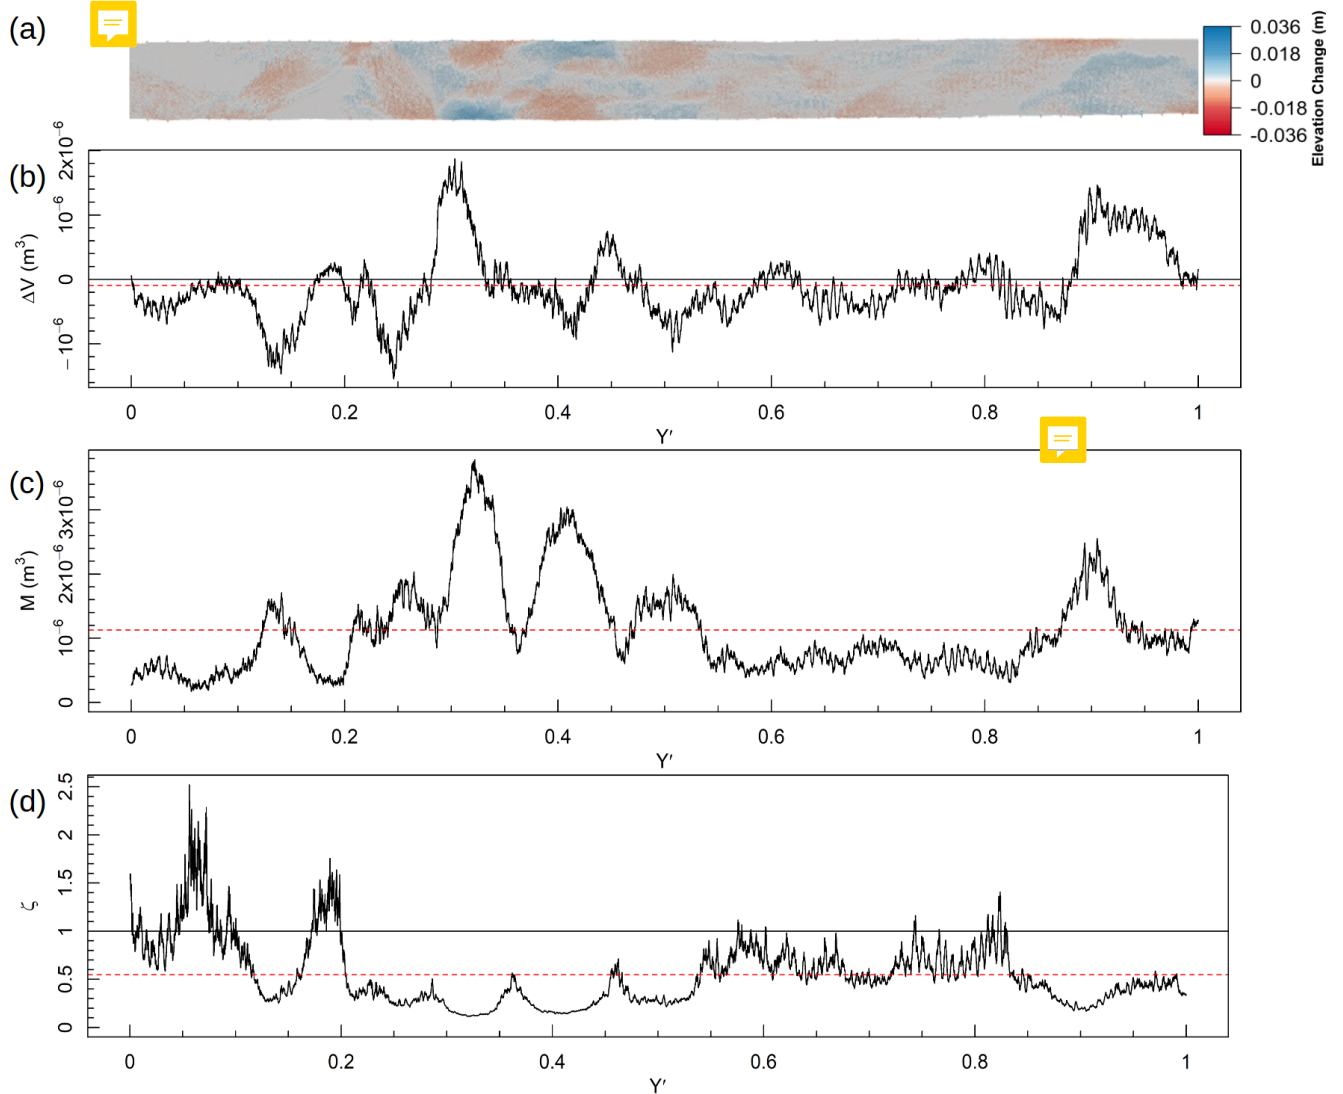 (a)
0.036
0.018
0
-0.018
-0.036
Elevation Change (m)
(b)
2x10⁻⁶
10⁻⁶
0
−10⁻⁶
ΔV (m³)
0 0.2 0.4 0.6 0.8 1
Y′
(c)
3x10⁻⁶
2x10⁻⁶
10⁻⁶
0
M (m³)
0 0.2 0.4 0.6 0.8 1
Y′
(d)
2.5
2
1.5
1
0.5
0
ζ
0 0.2 0.4 0.6 0.8 1
Y′